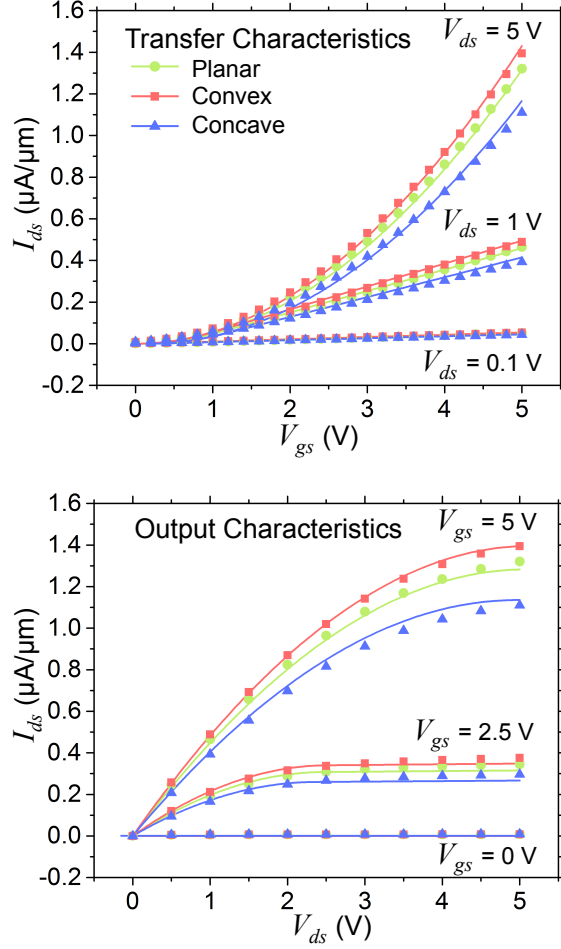 1.6
1.4
1.2
1.0
0.8
0.6
0.4
0.2
0.0
-0.2
I_ds (μA/μm)
Transfer Characteristics
Planar
Convex
Concave
V_ds = 5 V
V_ds = 1 V
V_ds = 0.1 V
0 1 2 3 4 5
V_gs (V)
1.6
1.4
1.2
1.0
0.8
0.6
0.4
0.2
0.0
-0.2
I_ds (μA/μm)
Output Characteristics
V_gs = 5 V
V_gs = 2.5 V
V_gs = 0 V
0 1 2 3 4 5
V_ds (V)